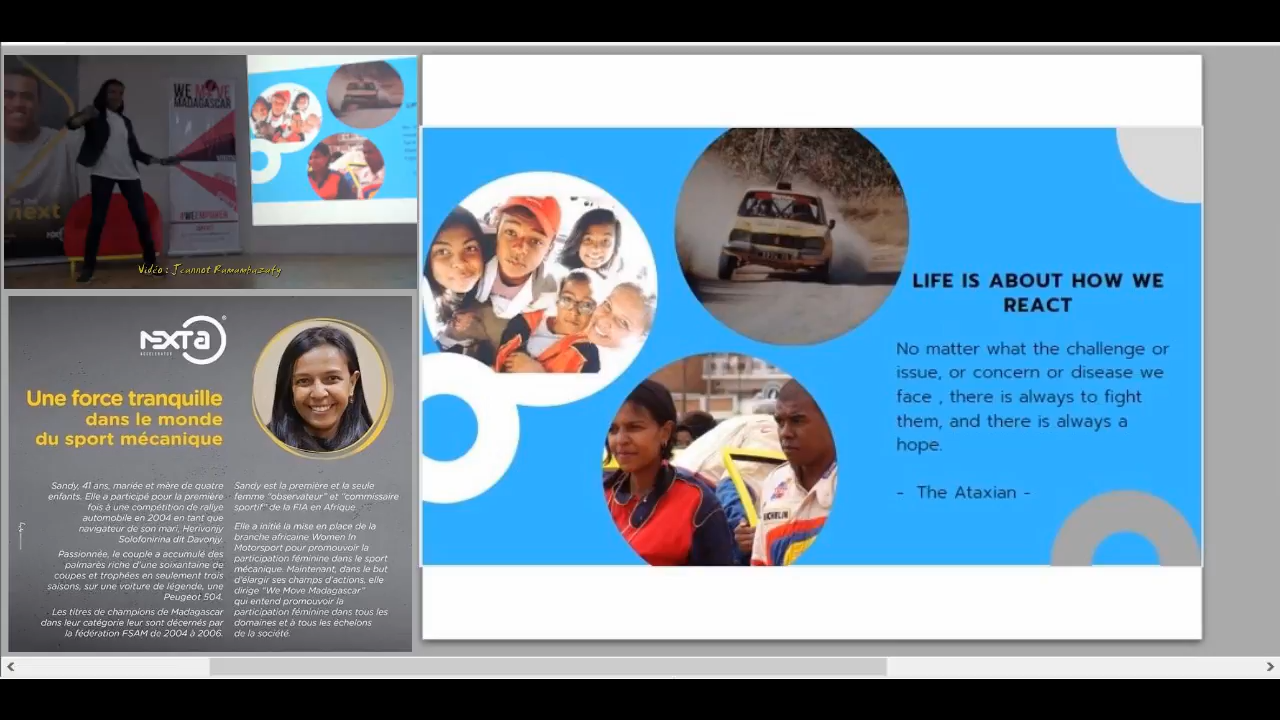 WE MOVE
MADAGASCAR
next
#WEEMPOWER
Vidéo : Jeannot Ramambazafy
NEXTA
ACCELERATOR
Une force tranquille
dans le monde
du sport mécanique
Sandy, 41 ans, mariée et mère de quatre
enfants. Elle a participé pour la première
fois à une compétition de rallye
automobile en 2004 en tant que
navigateur de son mari, Herivonjy
Solofonirina dit Davonjy.
Passionnée, le couple a accumulé des
palmarès riche d'une soixantaine de
coupes et trophées en seulement trois
saisons, sur une voiture de légende, une
Peugeot 504.
Les titres de champions de Madagascar
dans leur catégorie leur sont décernés par
la fédération FSAM de 2004 à 2006.
Sandy est la première et la seule
femme "observateur" et "commissaire
sportif" de la FIA en Afrique.
Elle a initié la mise en place de la
branche africaine Women In
Motorsport pour promouvoir la
participation féminine dans le sport
mécanique. Maintenant, dans le but
d'élargir ses champs d'actions, elle
dirige "We Move Madagascar"
qui entend promouvoir la
participation féminine dans tous les
domaines et à tous les échelons
de la société.
LIFE IS ABOUT HOW WE
REACT
No matter what the challenge or
issue, or concern or disease we
face , there is always to fight
them, and there is always a
hope.
- The Ataxian -
MICHELIN